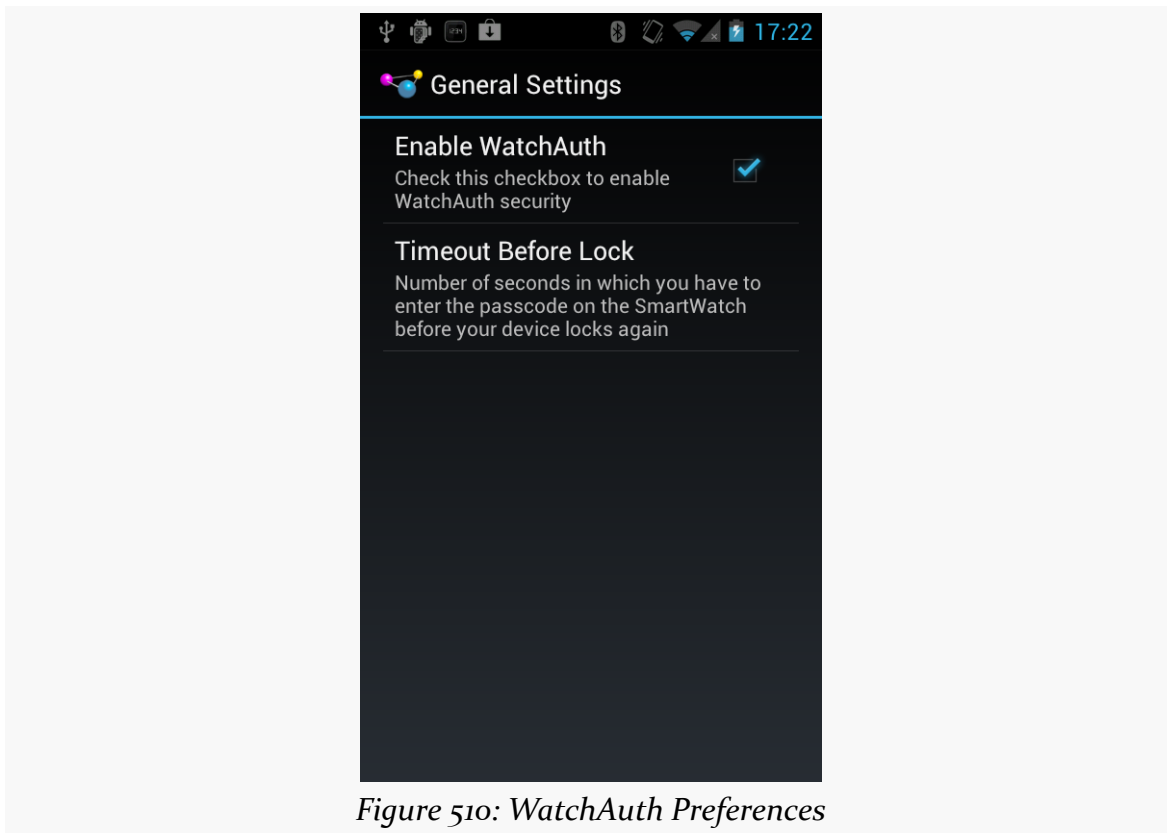 17:22
General Settings
Enable WatchAuth
Check this checkbox to enable
WatchAuth security
Timeout Before Lock
Number of seconds in which you have to
enter the passcode on the SmartWatch
before your device locks again
Figure 510: WatchAuth Preferences